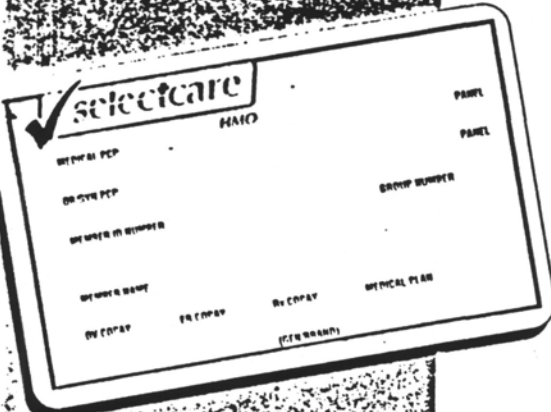 selectcare
HMO
PANEL
MEDICAL PCP
PANEL
OB GYN PCP
GROUP NUMBER
MEMBER ID NUMBER
MEMBER NAME
MEDICAL PLAN
OV COPAY ER COPAY Rx COPAY
(GEN/BRAND)